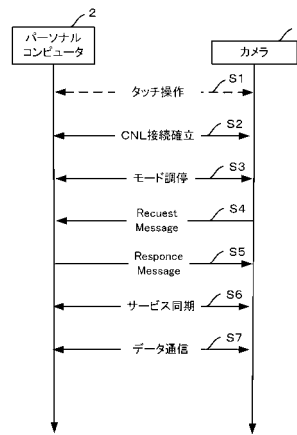 2
パーソナル
コンピュータ
カメラ
S1
タッチ操作
S2
CNL接続確立
S3
モード調停
S4
Recuest
Message
S5
Responce
Message
S6
サービス同期
S7
データ通信